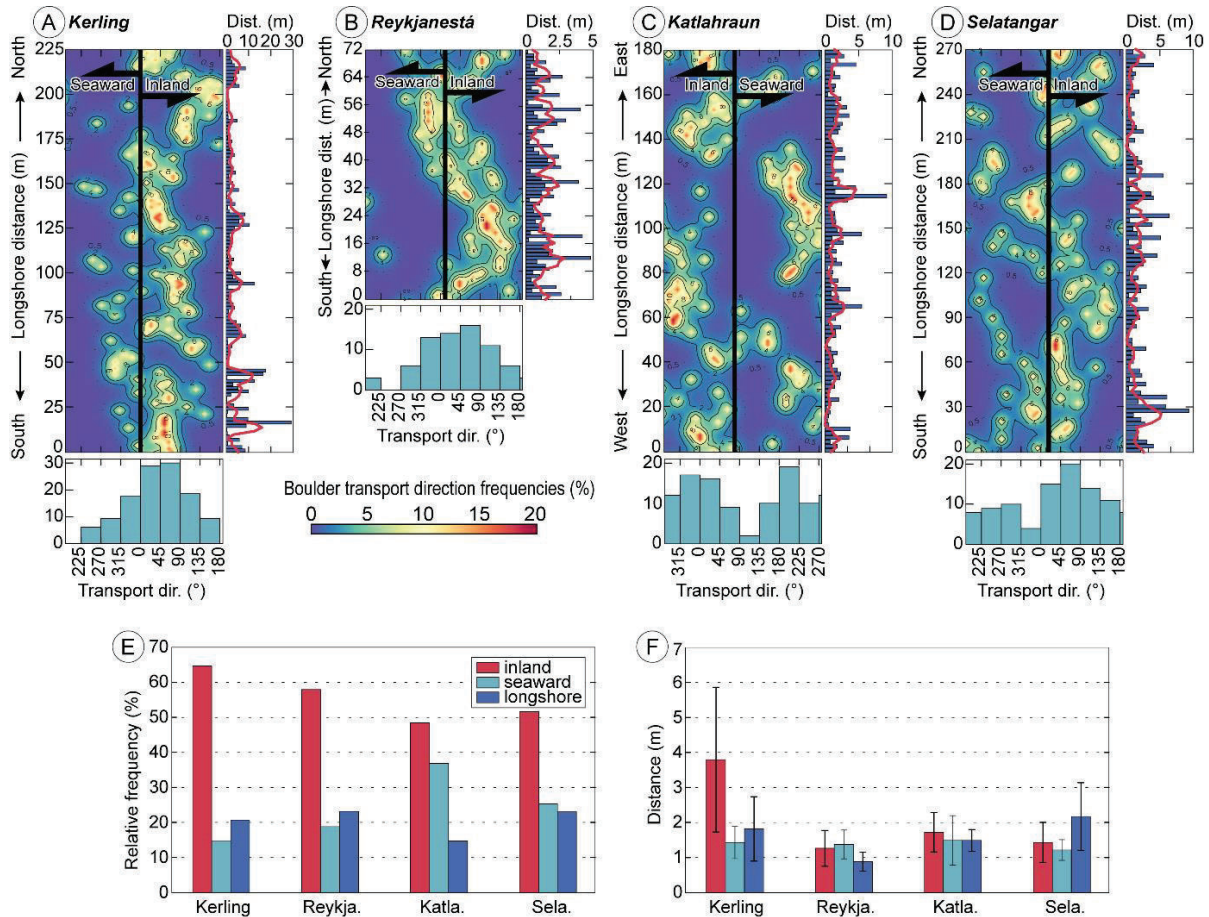 A Kerling
Dist. (m)
0 10 20 30
South Longshore distance (m) North
225
200
175
150
125
100
75
50
25
0
Seaward Inland
30
20
10
0
225 270 315 0 45 90 135 180
Transport dir. (°)
B Reykjanestá
Dist. (m)
0 2.5 5
South Longshore dist. (m) North
72
64
56
48
40
32
24
16
8
0
Seaward Inland
20
10
0
225 270 315 0 45 90 135 180
Transport dir. (°)
C Katlahraun
Dist. (m)
0 5 10
West Longshore distance (m) East
180
160
140
120
100
80
60
40
20
0
Inland Seaward
20
10
0
315 0 45 90 135 180 225 270
Transport dir. (°)
D Selatangar
Dist. (m)
0 5 10
South Longshore distance (m) North
270
240
210
180
150
120
90
60
30
0
Seaward Inland
20
10
0
225 270 315 0 45 90 135 180
Transport dir. (°)
Boulder transport direction frequencies (%)
0 5 10 15 20
E
Relative frequency (%)
70
60
50
40
30
20
10
0
inland
seaward
longshore
Kerling Reykja. Katla. Sela.
F
Distance (m)
7
6
5
4
3
2
1
0
Kerling Reykja. Katla. Sela.